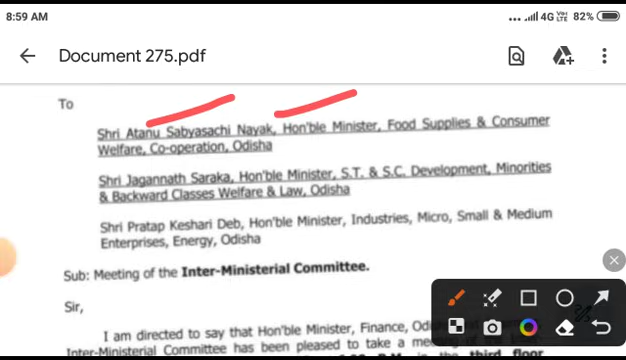 8:59 AM
4G
82%
Document 275.pdf
To
Shri Atanu Sabyasachi Nayak, Hon'ble Minister, Food Supplies & Consumer
Welfare, Co-operation, Odisha
Shri Jagannath Saraka, Hon'ble Minister, S.T. & S.C. Development, Minorities
& Backward Classes Welfare & Law, Odisha
Shri Pratap Keshari Deb, Hon'ble Minister, Industries, Micro, Small & Medium
Enterprises, Energy, Odisha
Sub: Meeting of the Inter-Ministerial Committee.
Sir,
I am directed to say that Hon'ble Minister, Finance,
Inter-Ministerial Committee has been pleased to take a
third floor